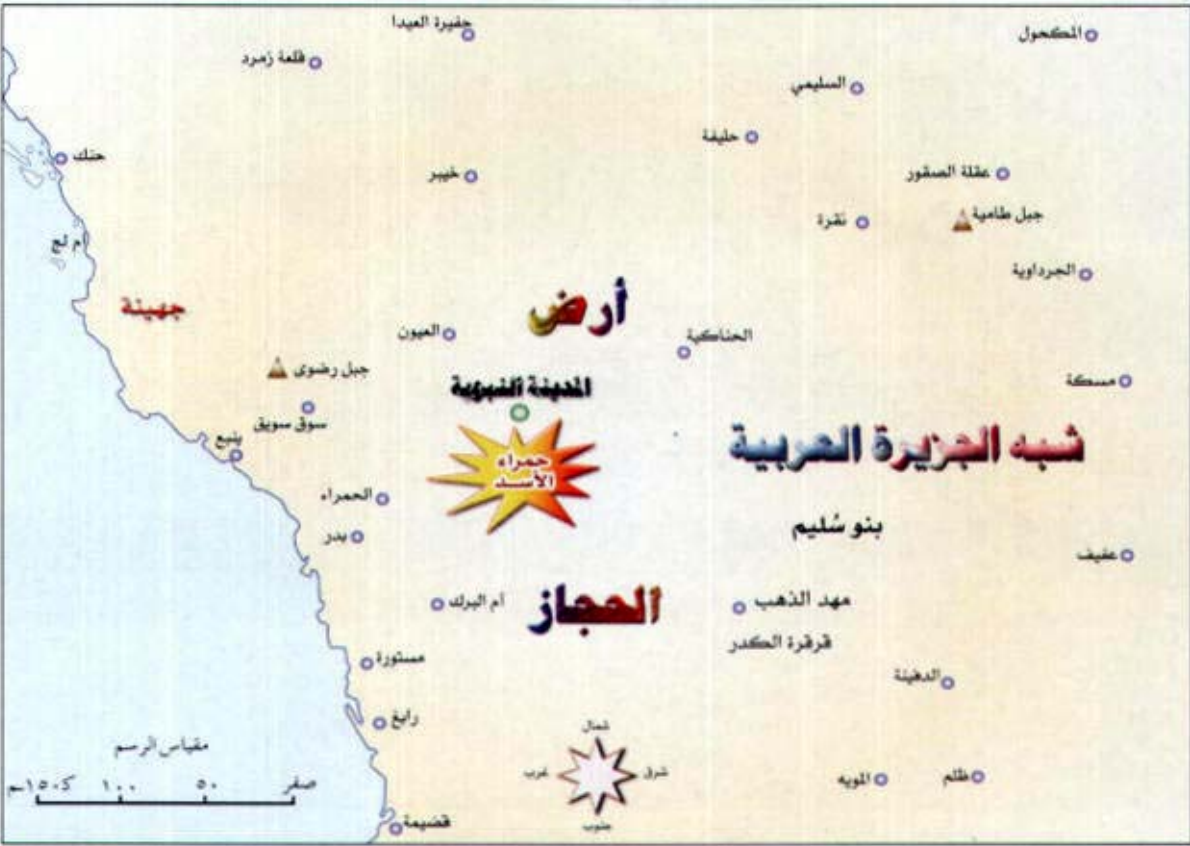 حفيرة العيدا
المكحول
قلعة زمرد
السليمي
حليفة
حنك
خيبر
عقلة الصقور
جبل طامية
نقرة
أم لج
الجرداوية
أرض
جهينة
العيون
الحناكية
جبل رضوى
المدينة النبوية
مسكة
سوق سويق
ينبع
شبه الجزيرة العربية
حمراء
الأسد
الحمراء
بنو سُليم
بدر
عفيف
أم البرك
الحجاز
مهد الذهب
قرقرة الكدر
مستورة
الدهينة
رابغ
شمال
مقياس الرسم
شرق
غرب
ظلم
المويه
صفر
٥٠
١٠٠
١٥٠كم
جنوب
قضيمة